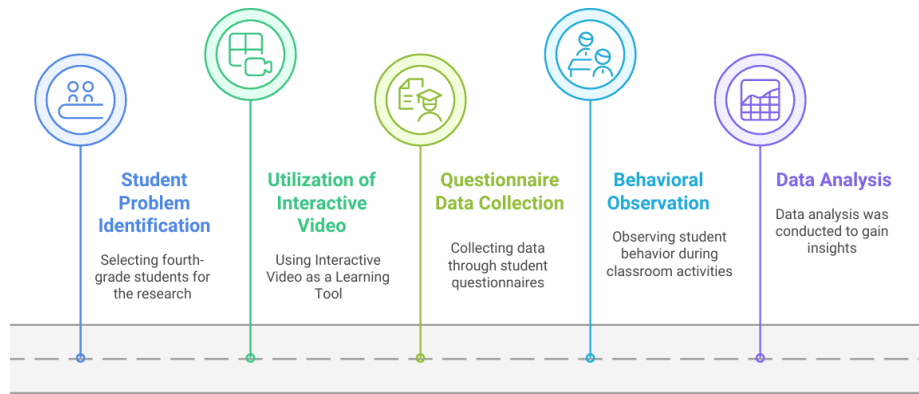 Student
Problem
Identification
Selecting fourth-
grade students for
the research
Utilization of
Interactive
Video
Using Interactive
Video as a Learning
Tool
Questionnaire
Data Collection
Collecting data
through student
questionnaires
Behavioral
Observation
Observing student
behavior during
classroom activities
Data Analysis
Data analysis was
conducted to gain
insights